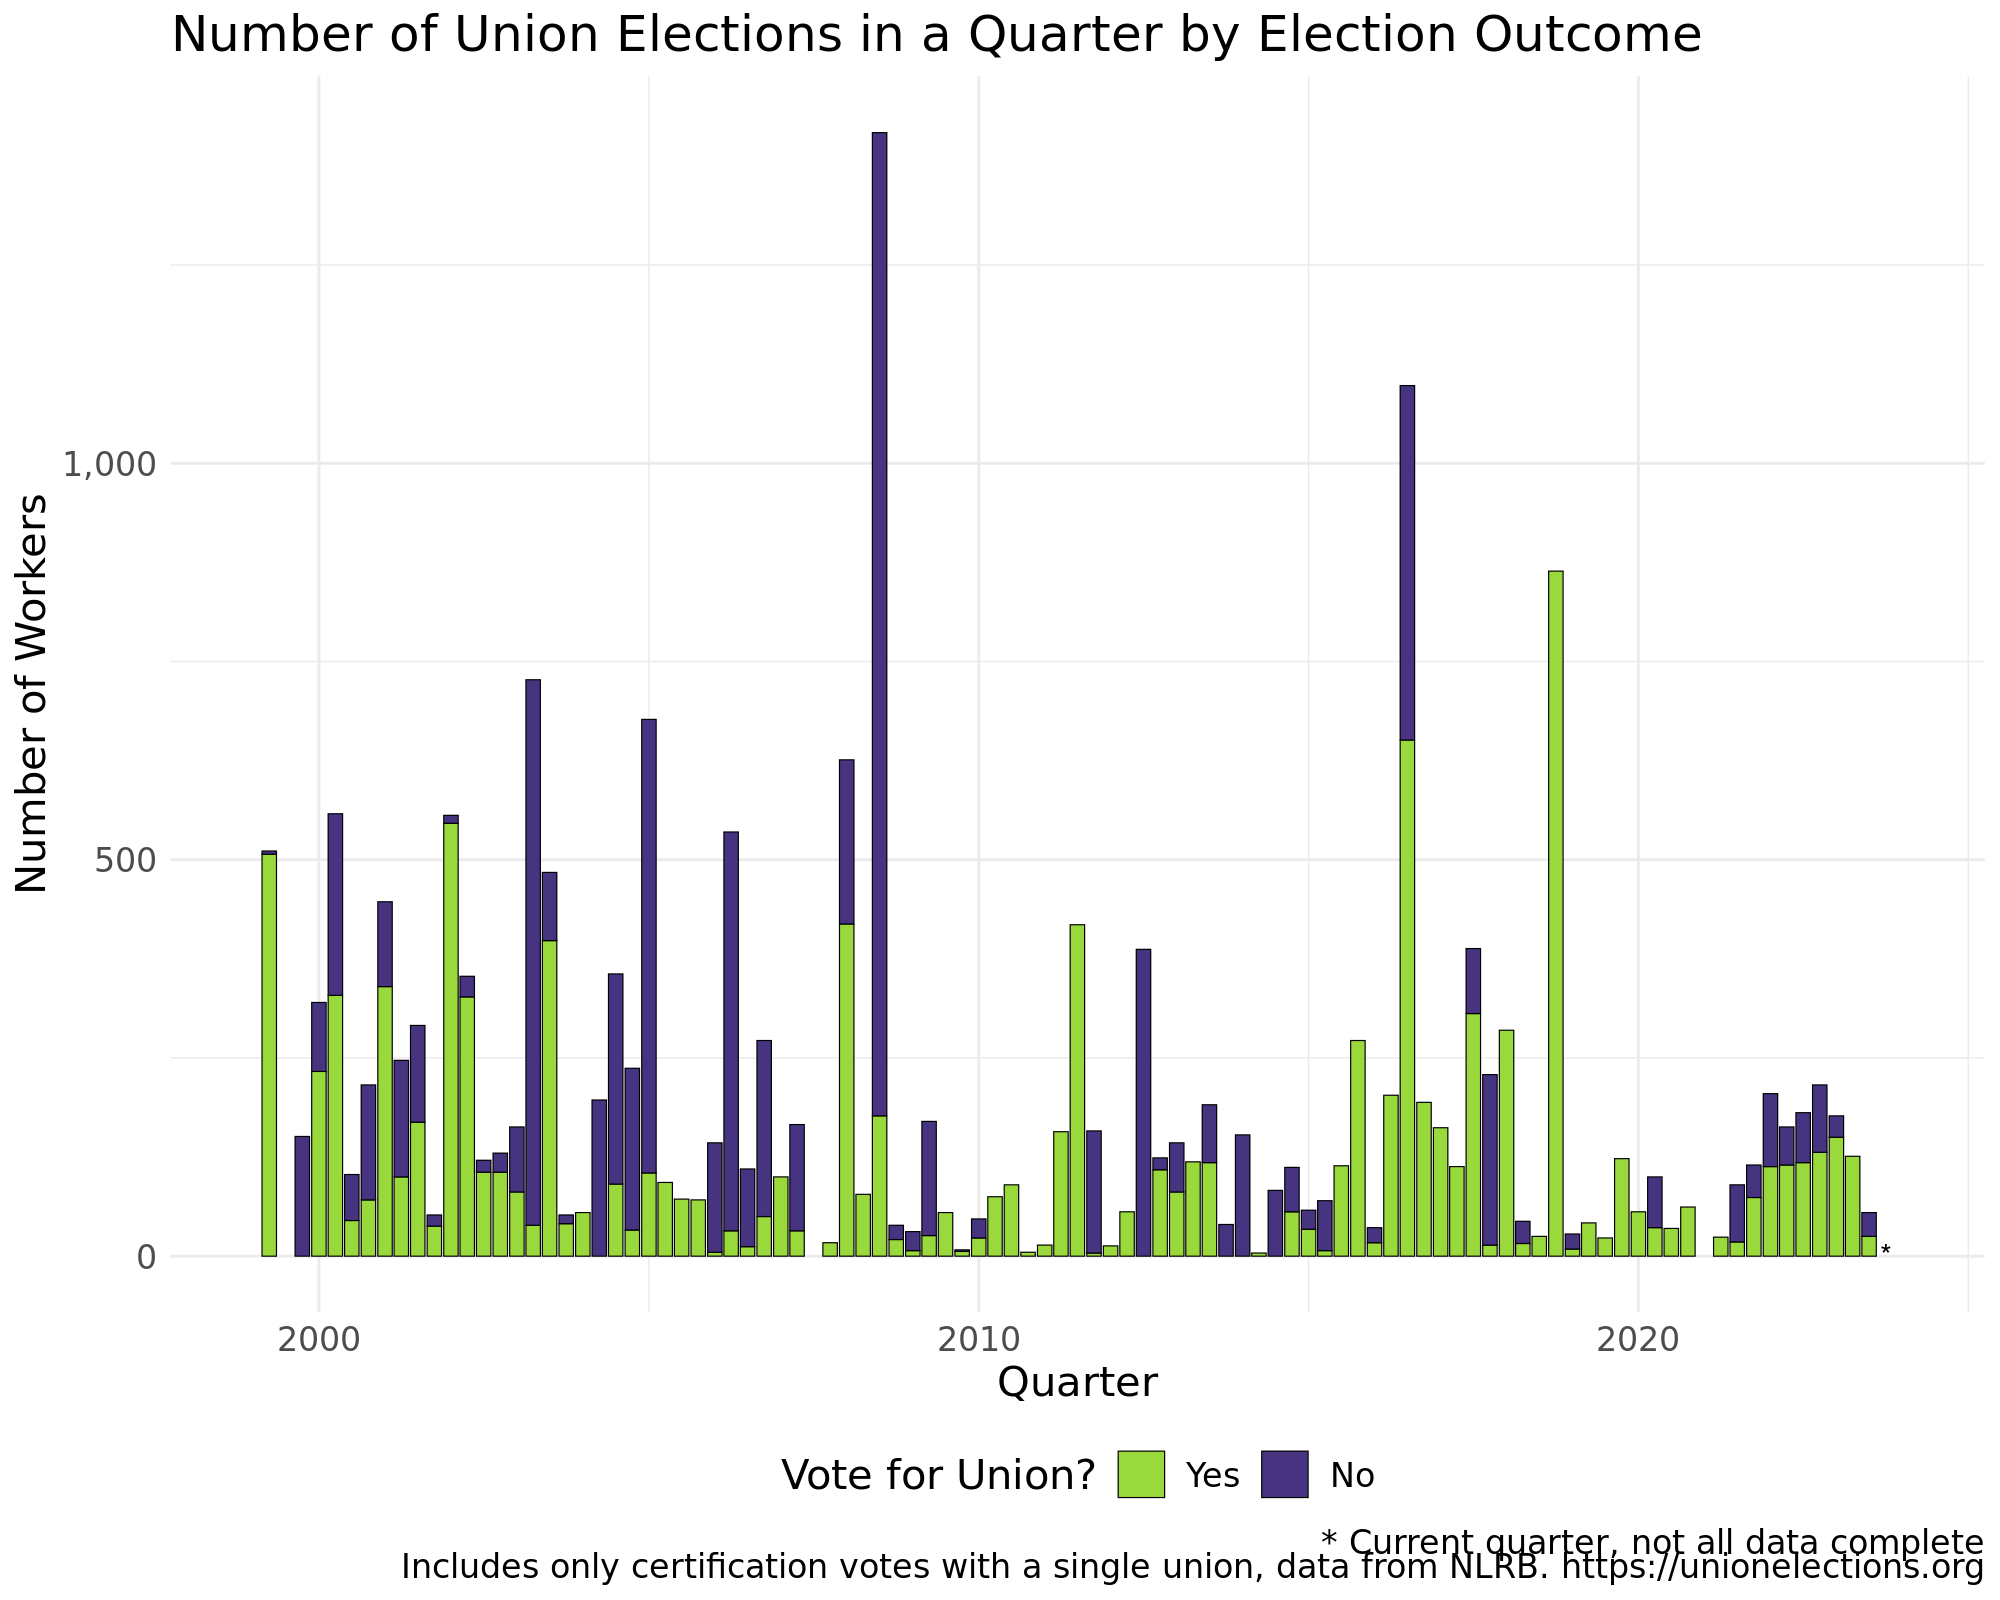 Number of Union Elections in a Quarter by Election Outcome
Number of Workers
1,000
500
0
*
2000 2010 2020
Quarter
Vote for Union? Yes No
* Current quarter, not all data complete
Includes only certification votes with a single union, data from NLRB. https://unionelections.org